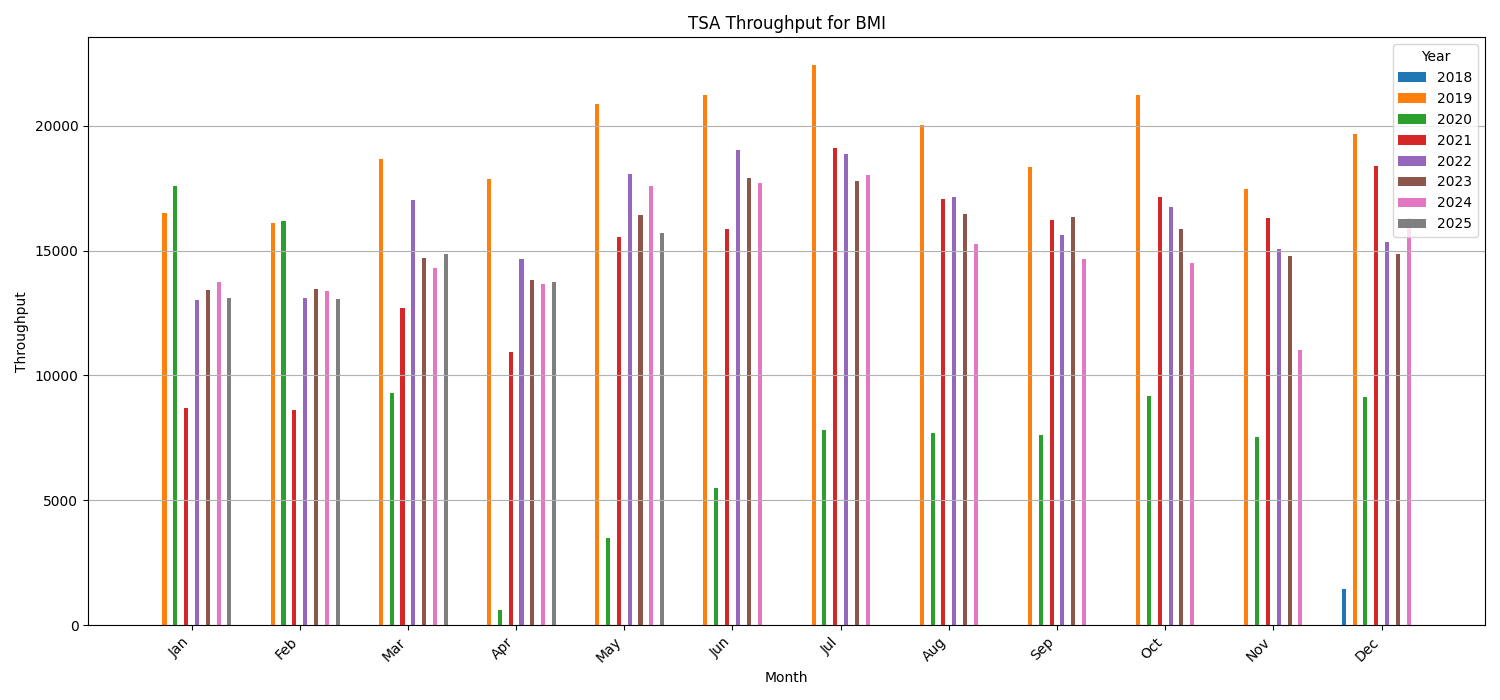 TSA Throughput for BMI
Year
2018
2019
2020
2021
2022
2023
2024
2025
Throughput
20000
15000
10000
5000
0
Jan
Feb
Mar
Apr
May
Jun
Jul
Aug
Sep
Oct
Nov
Dec
Month